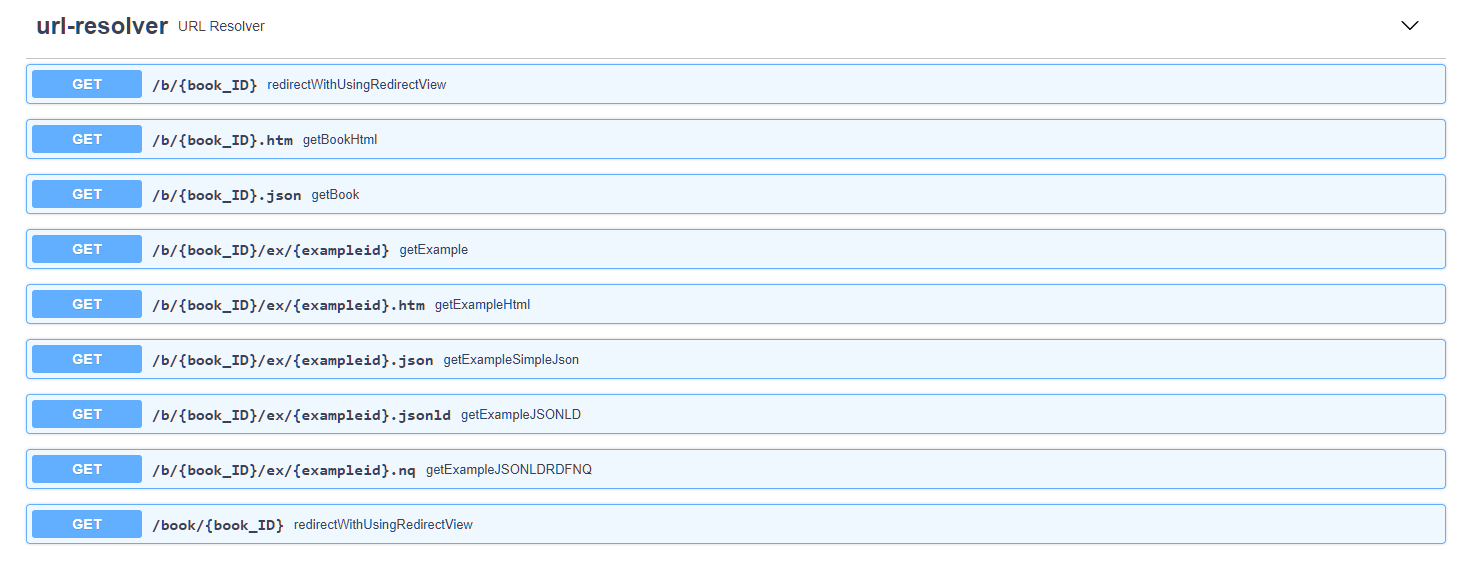 url-resolver URL Resolver
GET /b/{book_ID} redirectWithUsingRedirectView
GET /b/{book_ID}.htm getBookHtml
GET /b/{book_ID}.json getBook
GET /b/{book_ID}/ex/{exampleid} getExample
GET /b/{book_ID}/ex/{exampleid}.htm getExampleHtml
GET /b/{book_ID}/ex/{exampleid}.json getExampleSimpleJson
GET /b/{book_ID}/ex/{exampleid}.jsonld getExampleJSONLD
GET /b/{book_ID}/ex/{exampleid}.nq getExampleJSONLDRDFNQ
GET /book/{book_ID} redirectWithUsingRedirectView